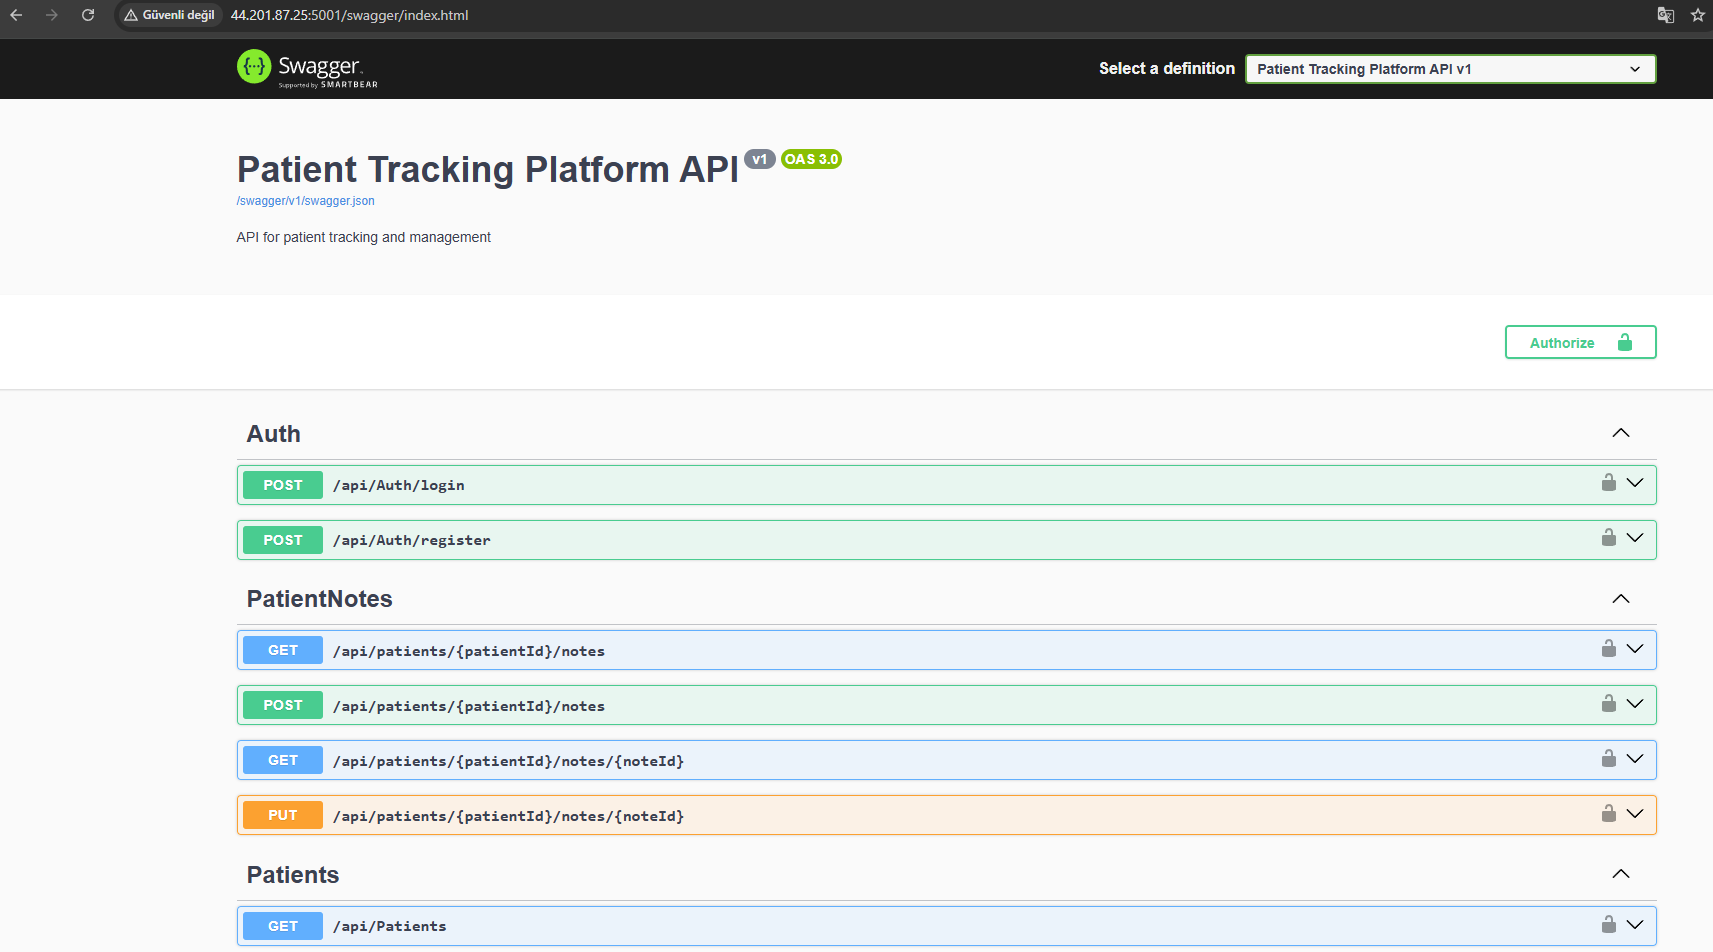 Güvenli değil 44.201.87.25:5001/swagger/index.html
Swagger
Supported by SMARTBEAR
Select a definition Patient Tracking Platform API v1
Patient Tracking Platform API v1 OAS 3.0
/swagger/v1/swagger.json
API for patient tracking and management
Authorize
Auth
POST /api/Auth/login
POST /api/Auth/register
PatientNotes
GET /api/patients/{patientId}/notes
POST /api/patients/{patientId}/notes
GET /api/patients/{patientId}/notes/{noteId}
PUT /api/patients/{patientId}/notes/{noteId}
Patients
GET /api/Patients